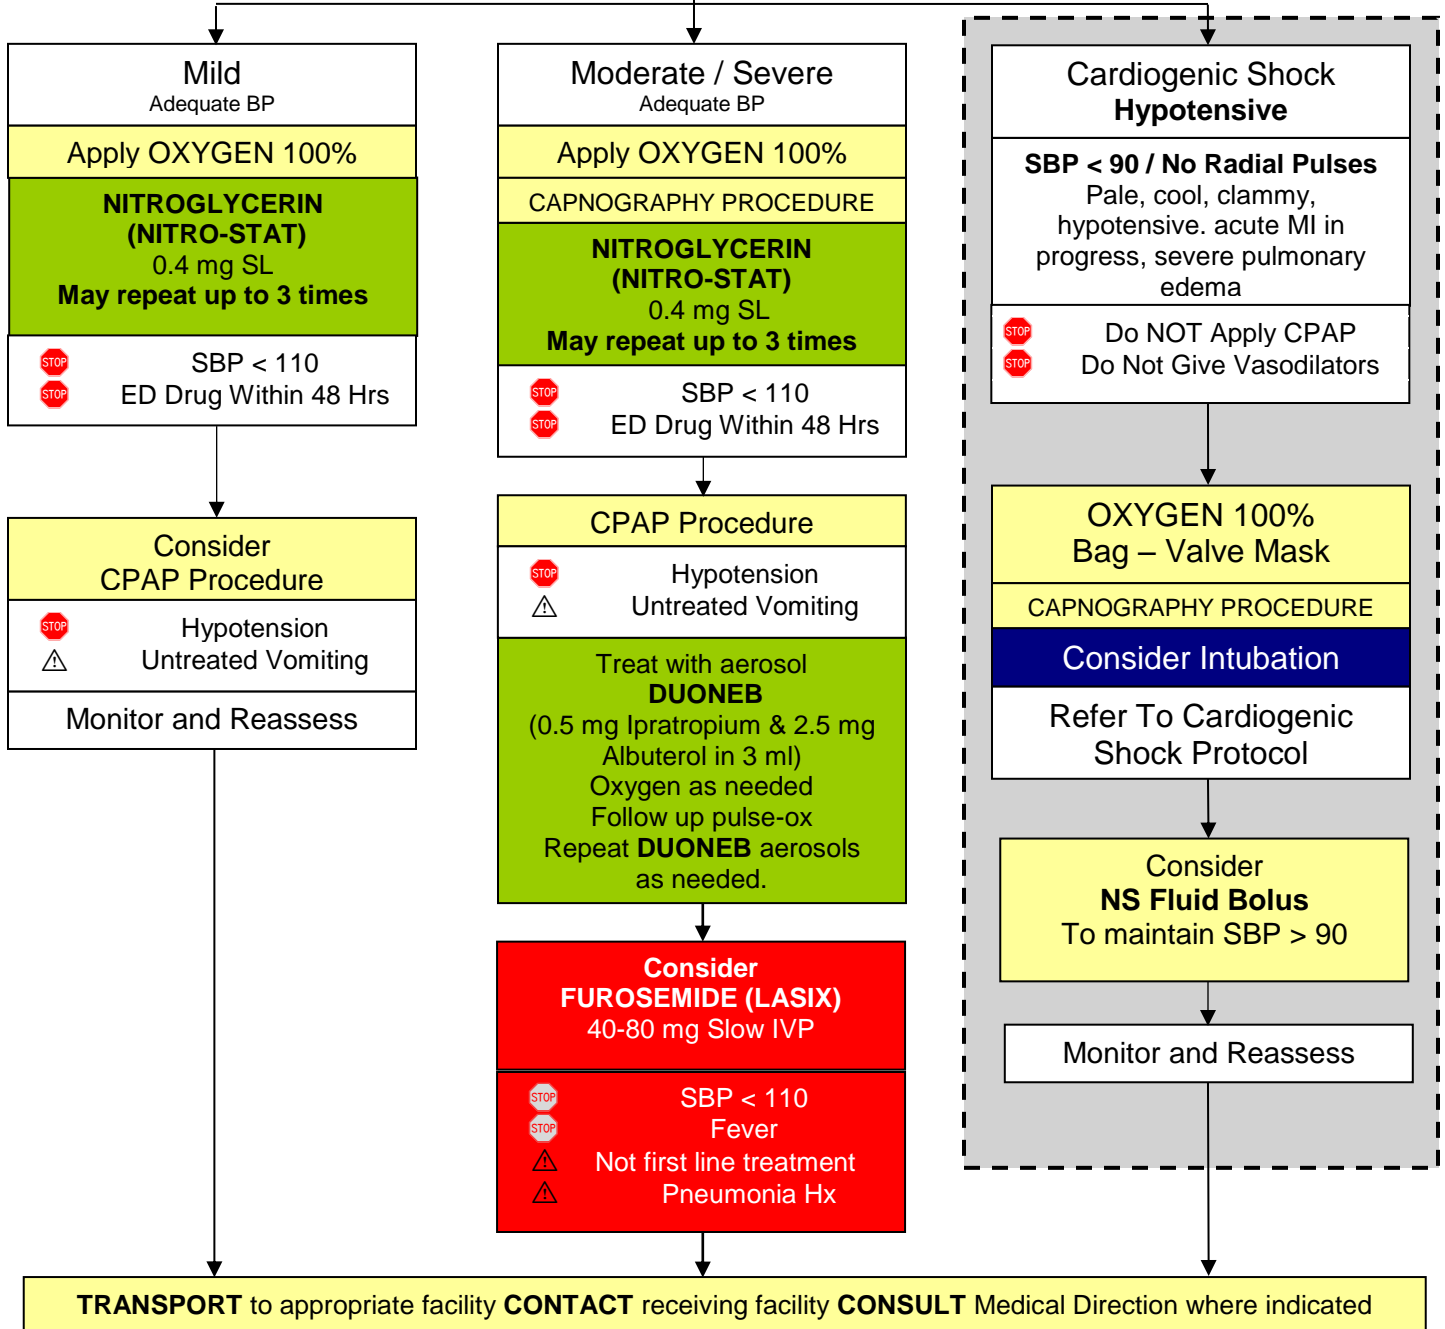 Mild
Adequate BP
Apply OXYGEN 100%
NITROGLYCERIN
(NITRO-STAT)
0.4 mg SL
May repeat up to 3 times
STOP SBP < 110
STOP ED Drug Within 48 Hrs
Consider
CPAP Procedure
STOP Hypotension
⚠ Untreated Vomiting
Monitor and Reassess
Moderate / Severe
Adequate BP
Apply OXYGEN 100%
CAPNOGRAPHY PROCEDURE
NITROGLYCERIN
(NITRO-STAT)
0.4 mg SL
May repeat up to 3 times
STOP SBP < 110
STOP ED Drug Within 48 Hrs
CPAP Procedure
STOP Hypotension
⚠ Untreated Vomiting
Treat with aerosol
DUONEB
(0.5 mg Ipratropium & 2.5 mg
Albuterol in 3 ml)
Oxygen as needed
Follow up pulse-ox
Repeat DUONEB aerosols
as needed.
Consider
FUROSEMIDE (LASIX)
40-80 mg Slow IVP
STOP SBP < 110
STOP Fever
⚠ Not first line treatment
⚠ Pneumonia Hx
Cardiogenic Shock
Hypotensive
SBP < 90 / No Radial Pulses
Pale, cool, clammy,
hypotensive. acute MI in
progress, severe pulmonary
edema
STOP Do NOT Apply CPAP
STOP Do Not Give Vasodilators
OXYGEN 100%
Bag – Valve Mask
CAPNOGRAPHY PROCEDURE
Consider Intubation
Refer To Cardiogenic
Shock Protocol
Consider
NS Fluid Bolus
To maintain SBP > 90
Monitor and Reassess
TRANSPORT to appropriate facility CONTACT receiving facility CONSULT Medical Direction where indicated